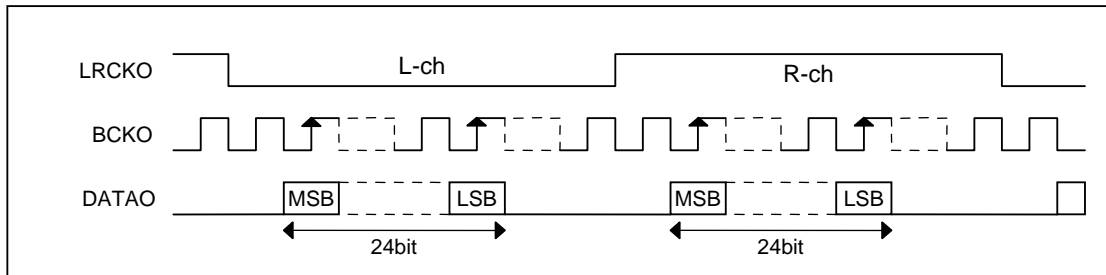 LRCKO
L-ch
R-ch
BCKO
DATAO
MSB
LSB
MSB
LSB
24bit
24bit